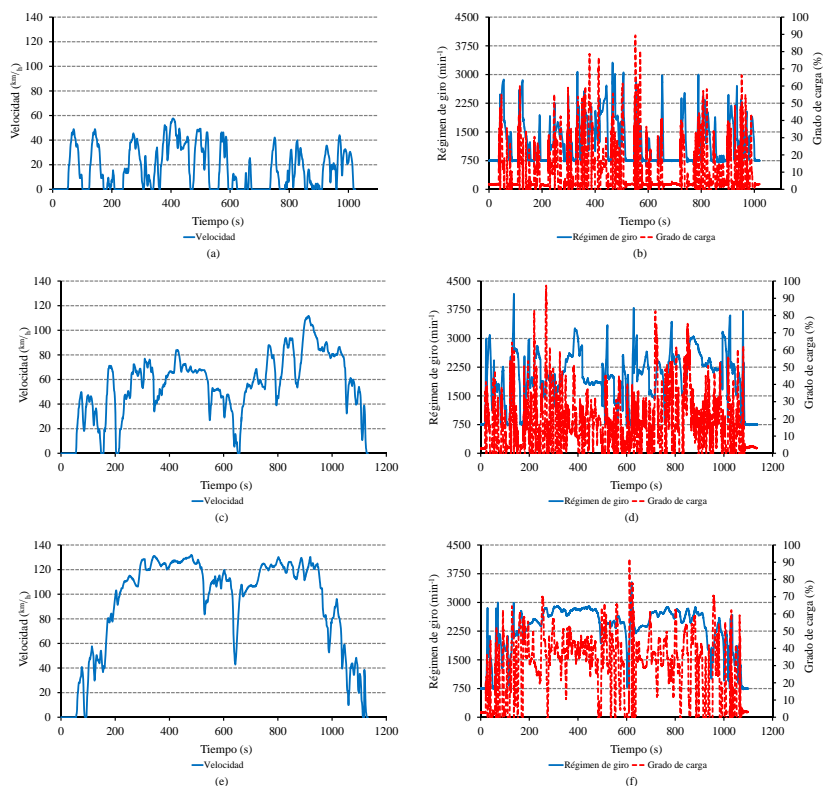 140
120
100
80
60
40
20
0
0 200 400 600 800 1000
Velocidad (km/h)
Tiempo (s)
Velocidad
(a)
4500
3750
3000
2250
1500
750
0
100
90
80
70
60
50
40
30
20
10
0
0 200 400 600 800 1000
Régimen de giro (min-1)
Grado de carga (%)
Tiempo (s)
Régimen de giro Grado de carga
(b)
140
120
100
80
60
40
20
0
0 200 400 600 800 1000 1200
Velocidad (km/h)
Tiempo (s)
Velocidad
(c)
4500
3750
3000
2250
1500
750
0
100
90
80
70
60
50
40
30
20
10
0
0 200 400 600 800 1000 1200
Régimen de giro (min-1)
Grado de carga (%)
Tiempo (s)
Régimen de giro Grado de carga
(d)
140
120
100
80
60
40
20
0
0 200 400 600 800 1000 1200
Velocidad (km/h)
Tiempo (s)
Velocidad
(e)
4500
3750
3000
2250
1500
750
0
100
90
80
70
60
50
40
30
20
10
0
0 200 400 600 800 1000 1200
Régimen de giro (min-1)
Grado de carga (%)
Tiempo (s)
Régimen de giro Grado de carga
(f)